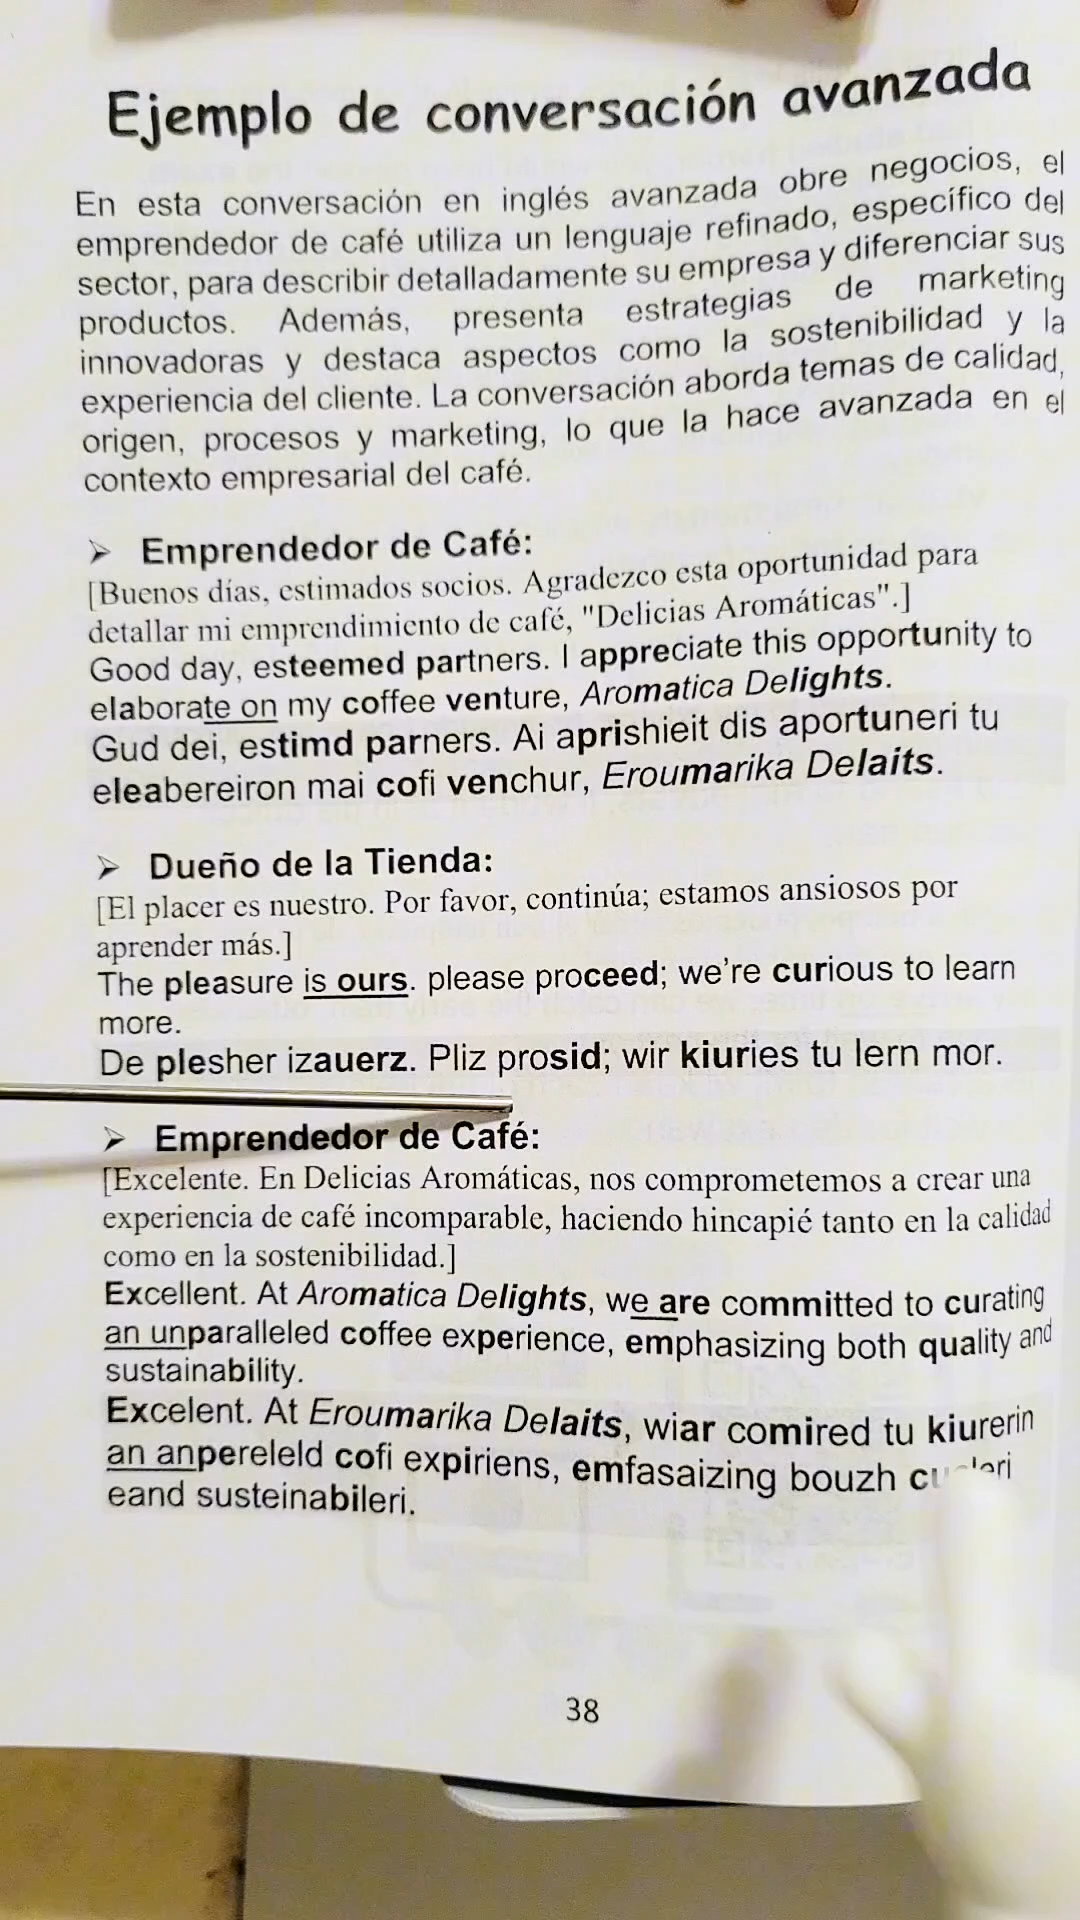 Ejemplo de conversación avanzada
En esta conversación en inglés avanzada obre negocios, el
emprendedor de café utiliza un lenguaje refinado, específico del
sector, para describir detalladamente su empresa y diferenciar sus
productos. Además, presenta estrategias de marketing
innovadoras y destaca aspectos como la sostenibilidad y la
experiencia del cliente. La conversación aborda temas de calidad,
origen, procesos y marketing, lo que la hace avanzada en el
contexto empresarial del café.
➢ Emprendedor de Café:
[Buenos días, estimados socios. Agradezco esta oportunidad para
detallar mi emprendimiento de café, "Delicias Aromáticas".]
Good day, esteemed partners. I appreciate this opportunity to
elaborate on my coffee venture, Aromatica Delights.
Gud dei, estimd parners. Ai aprishieit dis aportuneri tu
eleabereiron mai cofi venchur, Eroumarika Delaits.
➢ Dueño de la Tienda:
[El placer es nuestro. Por favor, continúa; estamos ansiosos por
aprender más.]
The pleasure is ours. please proceed; we're curious to learn
more.
De plesher izauerz. Pliz prosid; wir kiuries tu lern mor.
➢ Emprendedor de Café:
[Excelente. En Delicias Aromáticas, nos comprometemos a crear una
experiencia de café incomparable, haciendo hincapié tanto en la calidad
como en la sostenibilidad.]
Excellent. At Aromatica Delights, we are committed to curating
an unparalleled coffee experience, emphasizing both quality and
sustainability.
Excelent. At Eroumarika Delaits, wiar comired tu kiurerin
an anpereleld cofi expiriens, emfasaizing bouzh
eand susteinabileri.
38